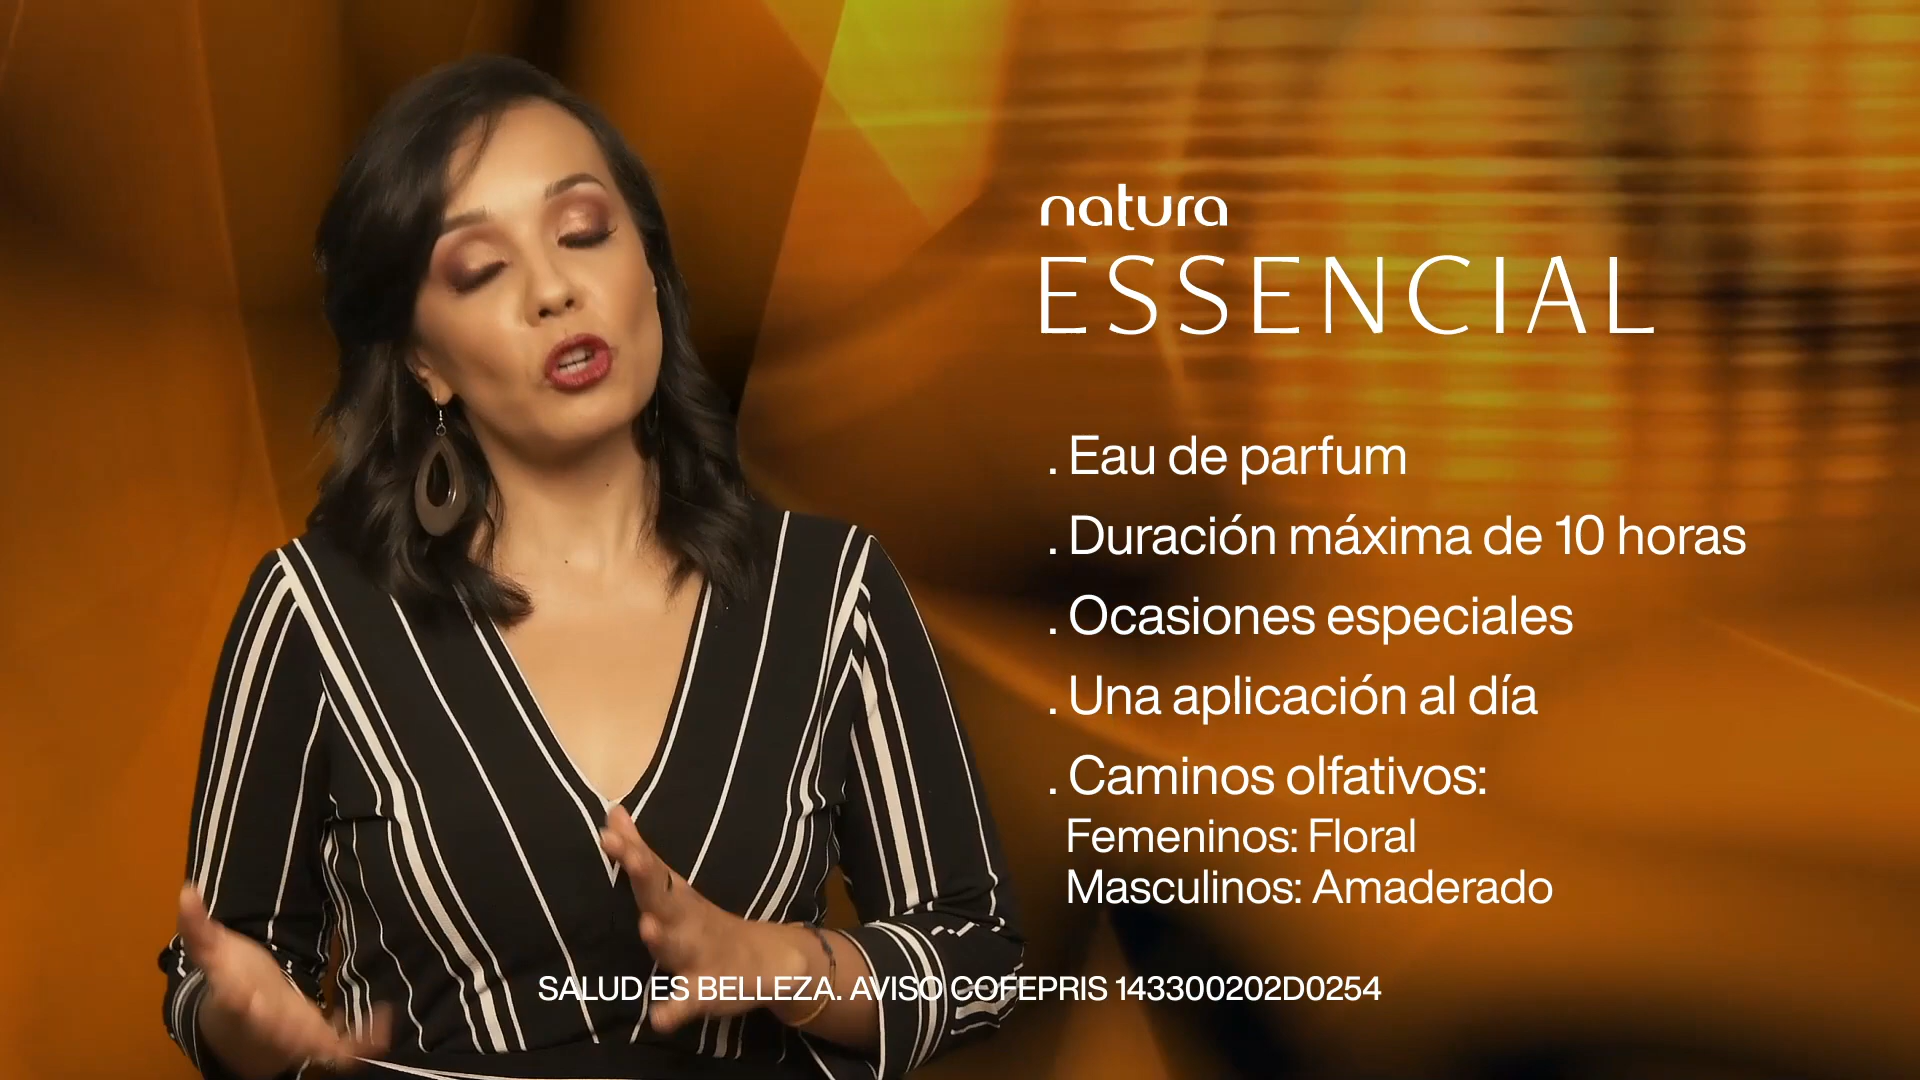 natura
ESSENCIAL
. Eau de parfum
. Duración máxima de 10 horas
. Ocasiones especiales
. Una aplicación al día
. Caminos olfativos:
Femeninos: Floral
Masculinos: Amaderado
SALUD ES BELLEZA. AVISO COFEPRIS 143300202D0254